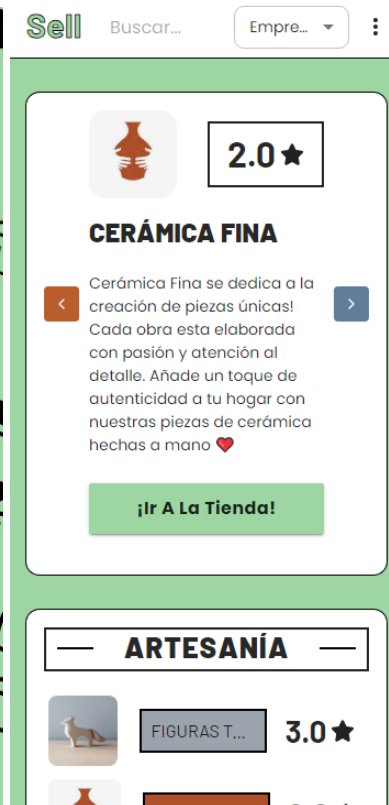 Sell Buscar... Empre...
2.0
CERÁMICA FINA
Cerámica Fina se dedica a la
creación de piezas únicas!
Cada obra esta elaborada
con pasión y atención al
detalle. Añade un toque de
autenticidad a tu hogar con
nuestras piezas de cerámica
hechas a mano ❤️
¡Ir A La Tienda!
ARTESANÍA
FIGURAS T... 3.0